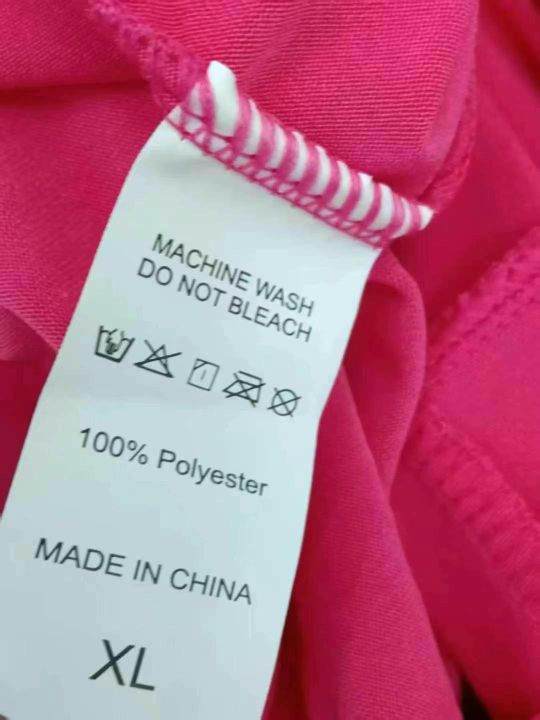 MACHINE WASH
DO NOT BLEACH
100% Polyester
MADE IN CHINA
XL